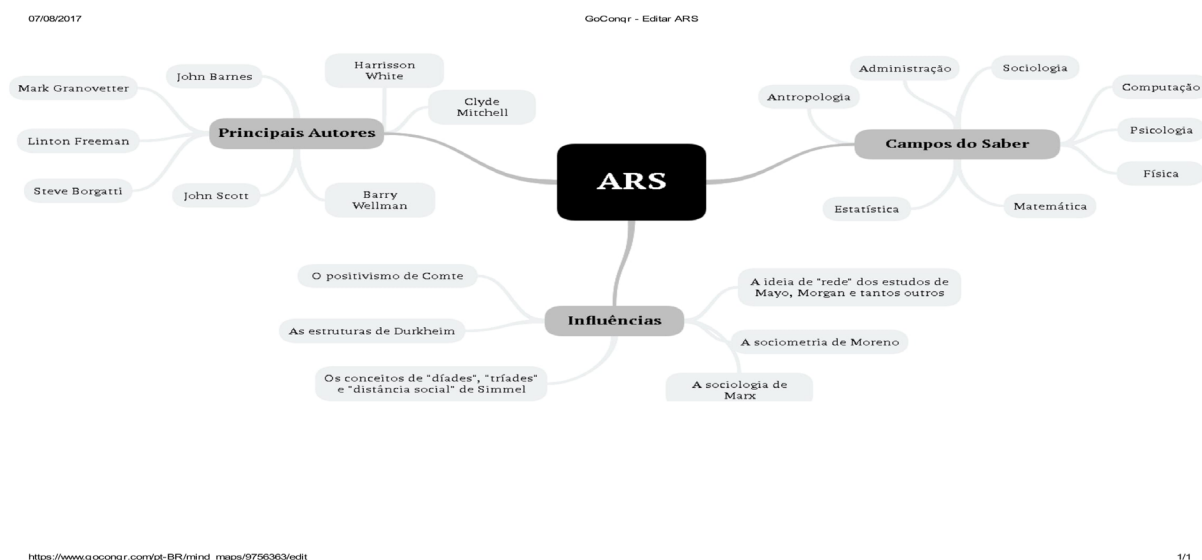 07/08/2017
GoConqr - Editar ARS
Harrisson
White
John Barnes
Mark Granovetter
Clyde
Mitchell
Principais Autores
Linton Freeman
Steve Borgatti
John Scott
Barry
Wellman
ARS
Administração
Sociologia
Computação
Antropologia
Psicologia
Campos do Saber
Física
Estatística
Matemática
O positivismo de Comte
As estruturas de Durkheim
Os conceitos de "díades", "tríades"
e "distância social" de Simmel
Influências
A ideia de "rede" dos estudos de
Mayo, Morgan e tantos outros
A sociometria de Moreno
A sociologia de
Marx
https://www.goconqr.com/pt-BR/mind_maps/9756363/edit
1/1